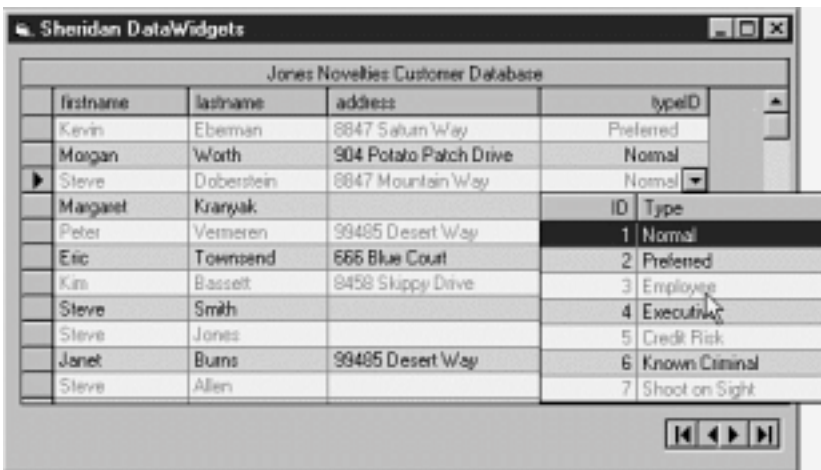 Sheridan DataWidgets
Jones Novelties Customer Database
firstname lastname address typeID
Kevin Eberman 8847 Saturn Way Preferred
Morgan Worth 904 Potato Patch Drive Normal
Steve Doberstein 8847 Mountain Way Normal
Margaret Kranyak ID Type
Peter Vermeren 99485 Desert Way 1 Normal
Eric Townsend 666 Blue Court 2 Preferred
Kim Bassett 8458 Skippy Drive 3 Employee
Steve Smith 4 Executive
Steve Jones 5 Credit Risk
Janet Burns 99485 Desert Way 6 Known Criminal
Steve Allen 7 Shoot on Sight